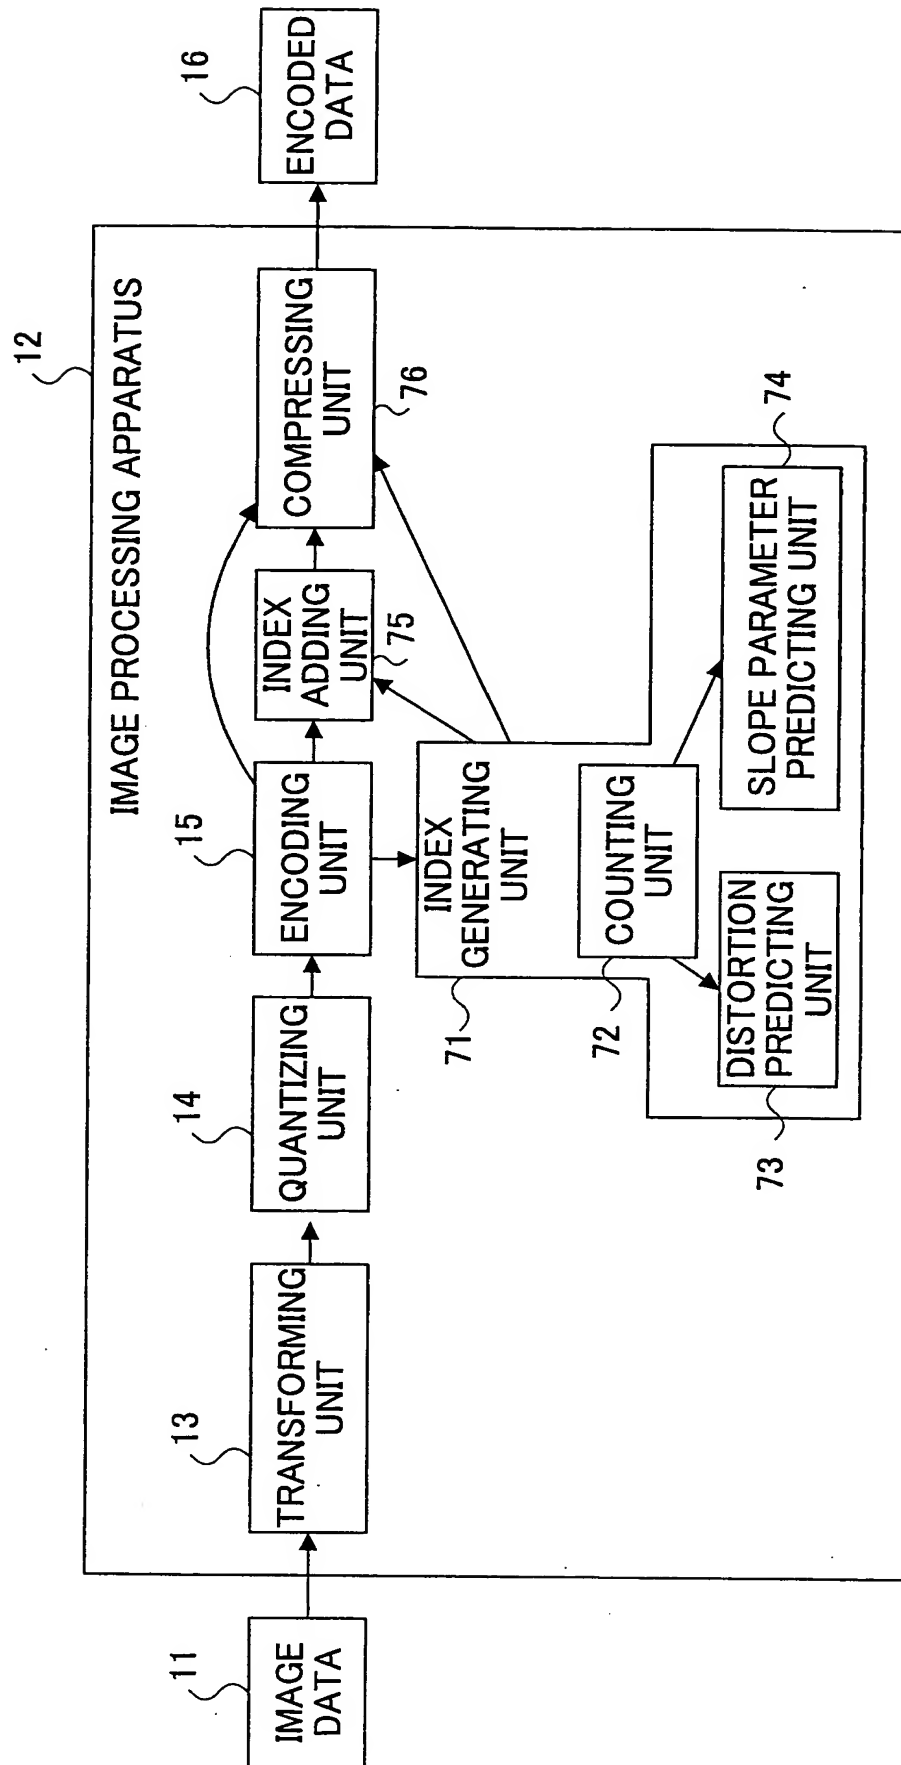 12
IMAGE PROCESSING APPARATUS
11
IMAGE
DATA
13
TRANSFORMING
UNIT
14
QUANTIZING
UNIT
15
ENCODING
UNIT
INDEX
ADDING
UNIT
75
COMPRESSING
UNIT
76
16
ENCODED
DATA
INDEX
GENERATING
UNIT
71
COUNTING
UNIT
72
DISTORTION
PREDICTING
UNIT
73
SLOPE PARAMETER
PREDICTING UNIT
74